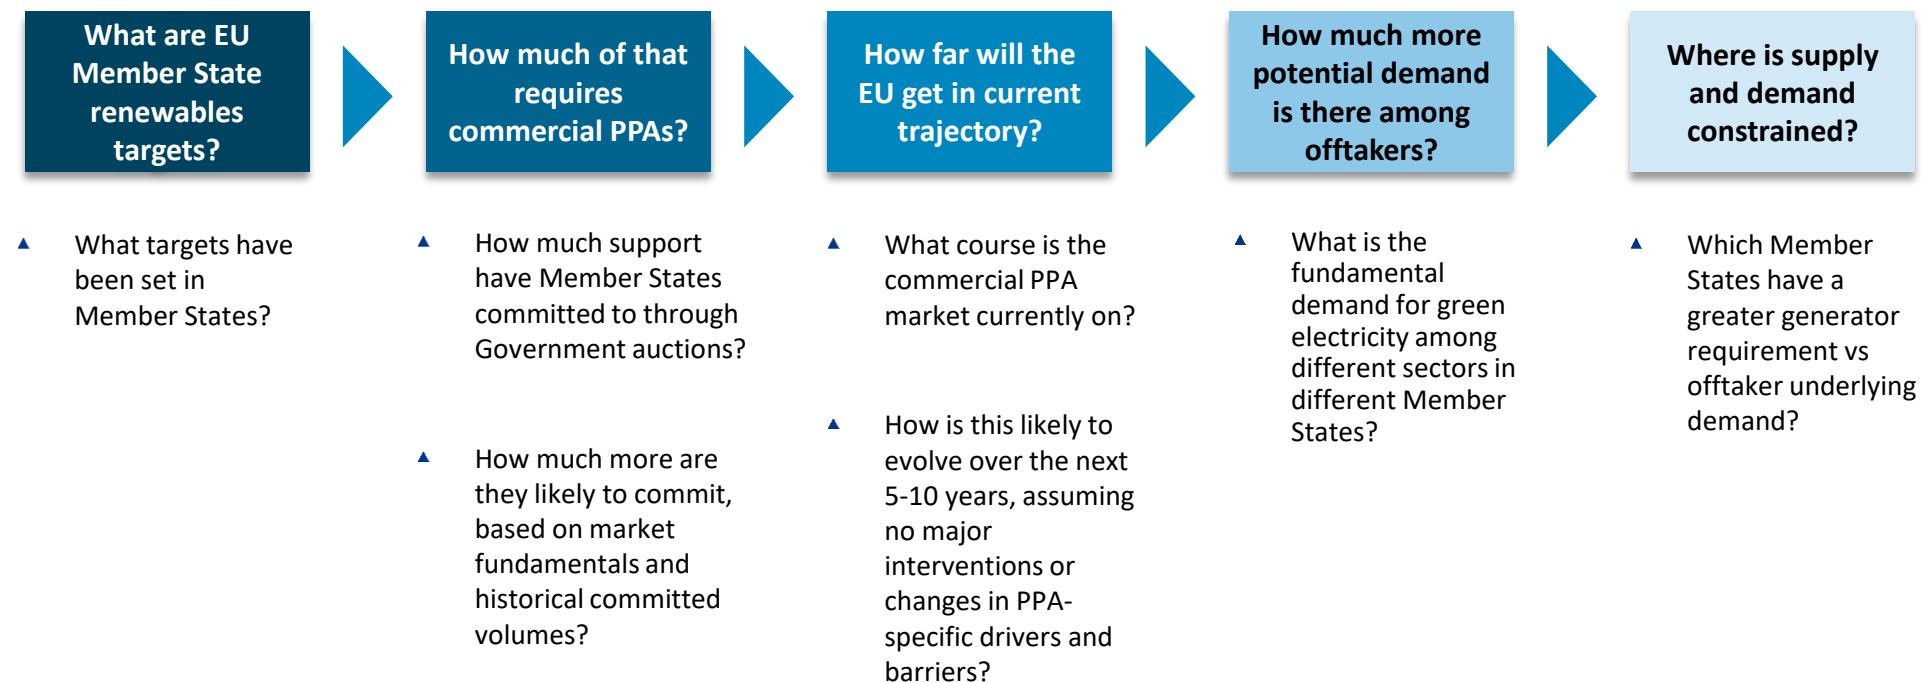 What are EU
Member State
renewables
targets?
How much of that
requires
commercial PPAs?
How far will the
EU get in current
trajectory?
How much more
potential demand
is there among
offtakers?
Where is supply
and demand
constrained?
What targets have
been set in
Member States?
How much support
have Member States
committed to through
Government auctions?
How much more are
they likely to commit,
based on market
fundamentals and
historical committed
volumes?
What course is the
commercial PPA
market currently on?
How is this likely to
evolve over the next
5-10 years, assuming
no major
interventions or
changes in PPA-
specific drivers and
barriers?
What is the
fundamental
demand for green
electricity among
different sectors in
different Member
States?
Which Member
States have a
greater generator
requirement vs
offtaker underlying
demand?